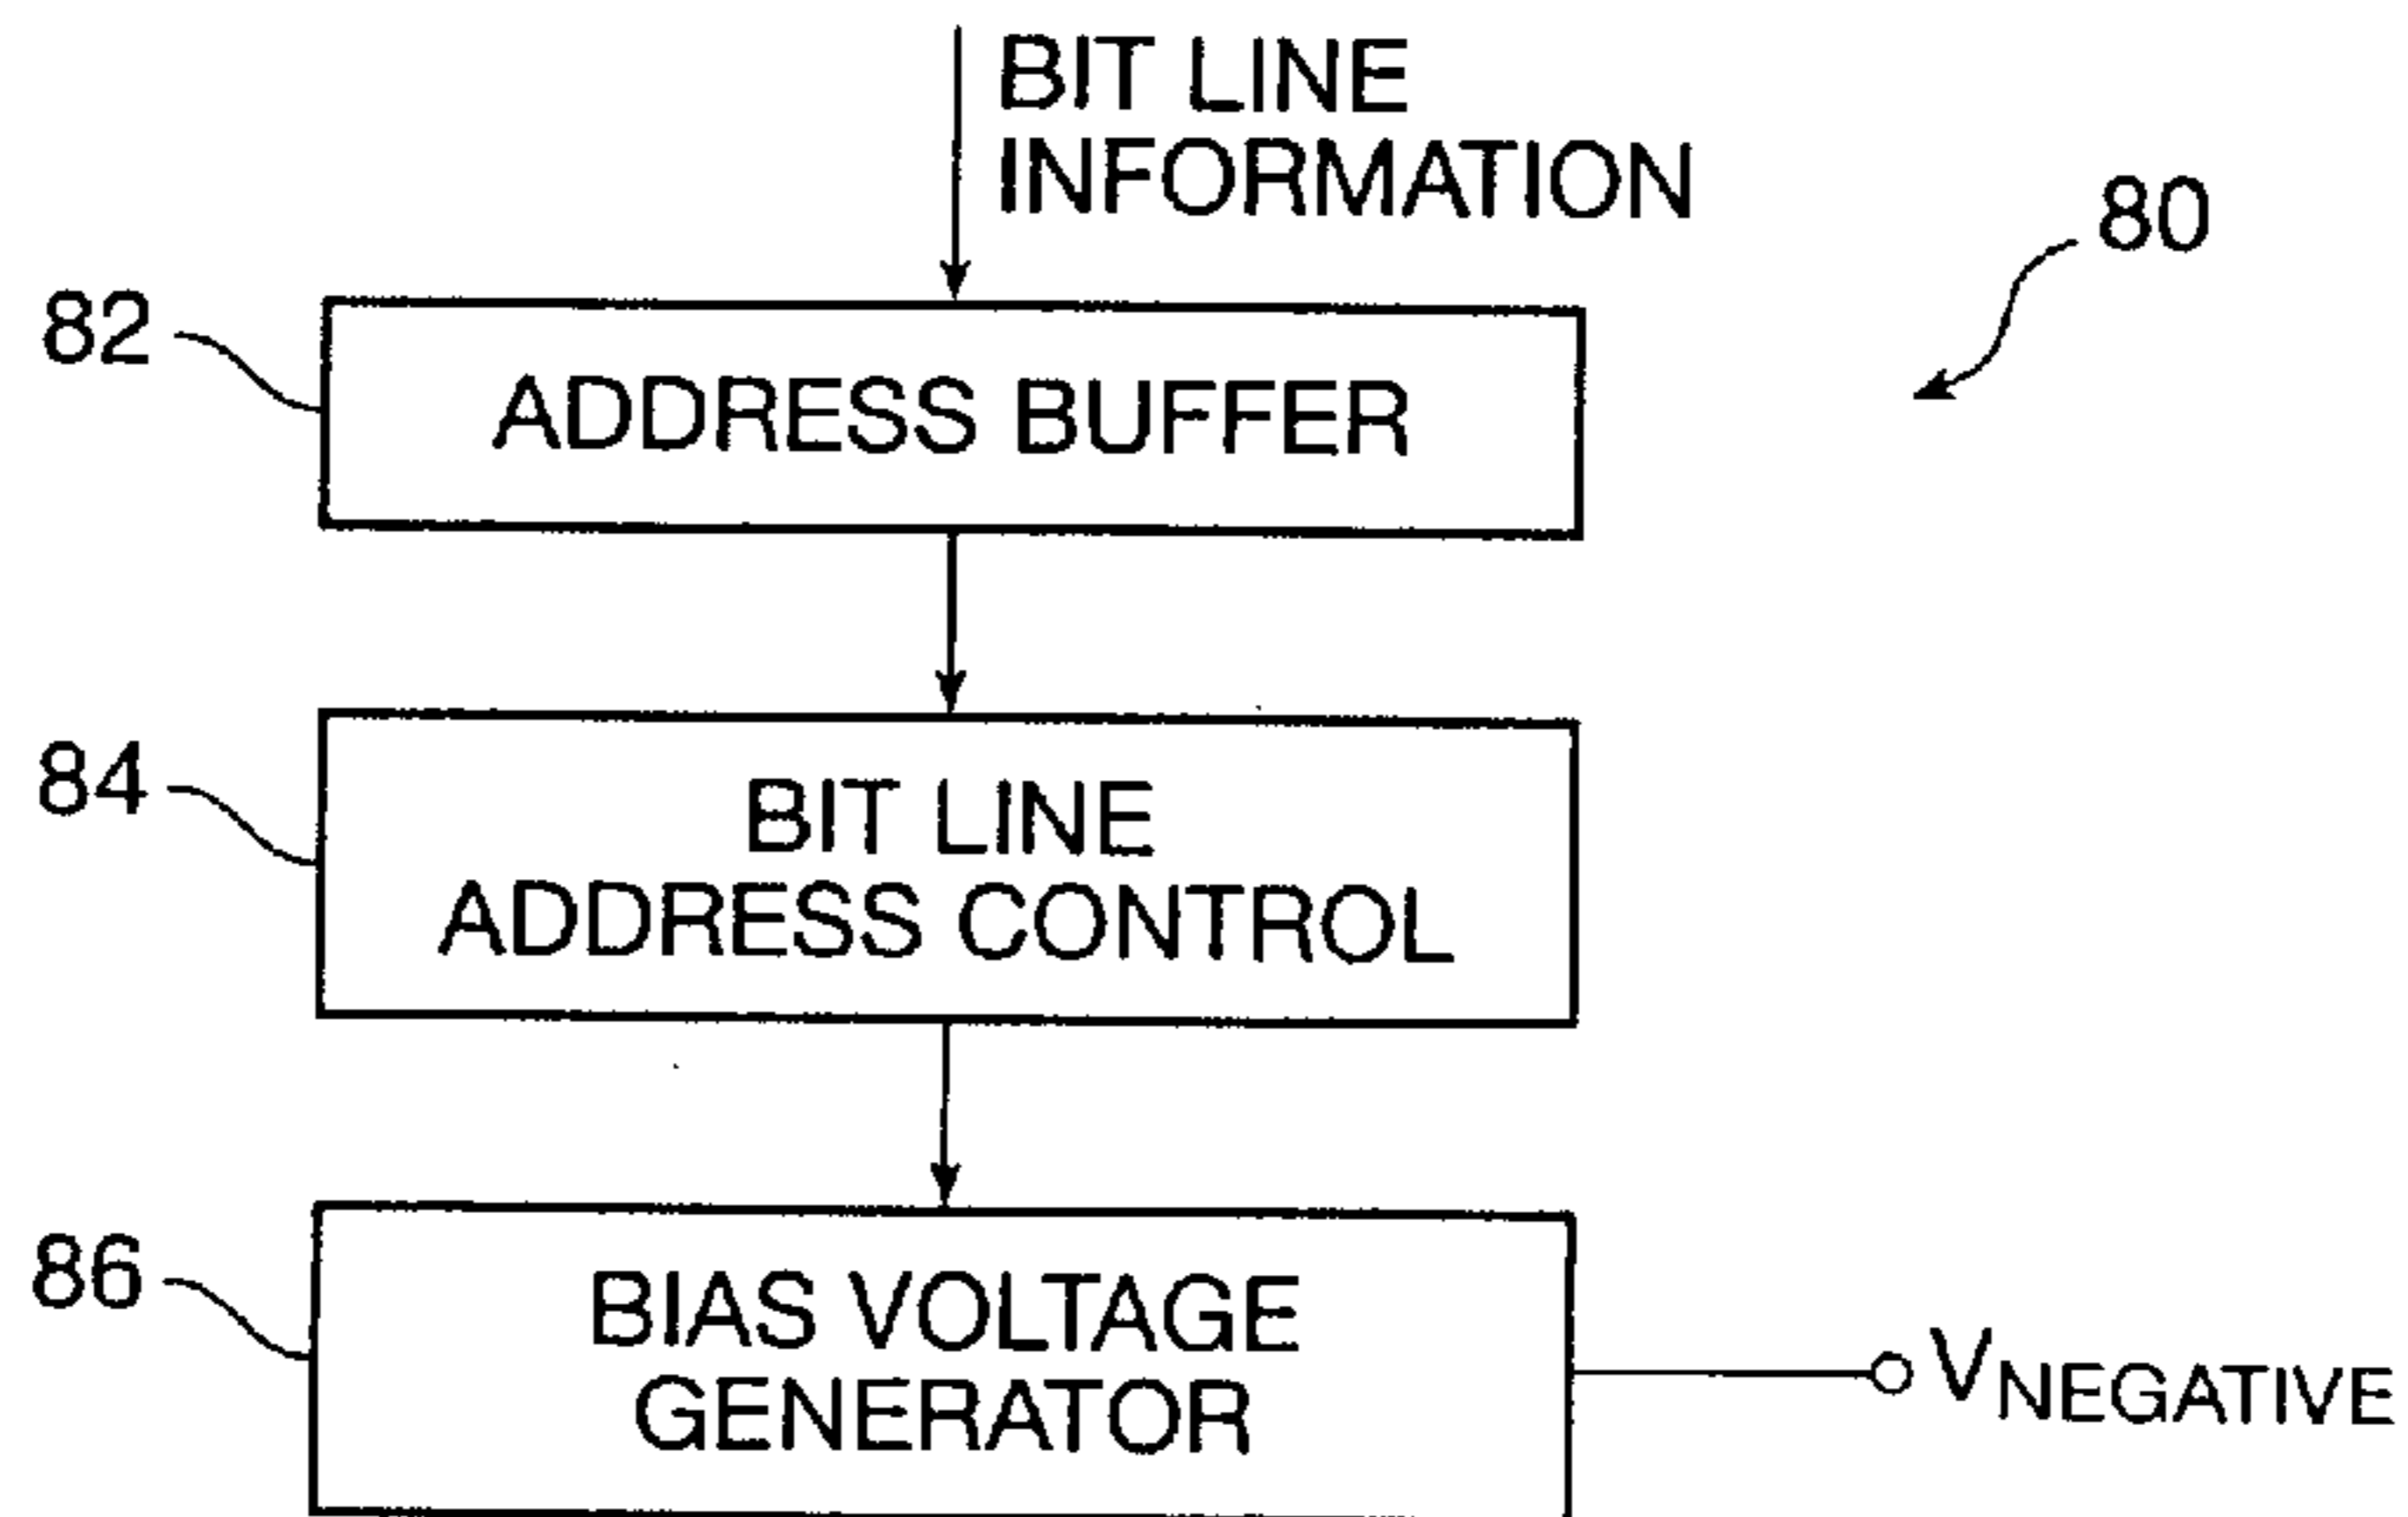 BIT LINE
INFORMATION
80
82
ADDRESS BUFFER
84
BIT LINE
ADDRESS CONTROL
86
BIAS VOLTAGE
GENERATOR
VNEGATIVE